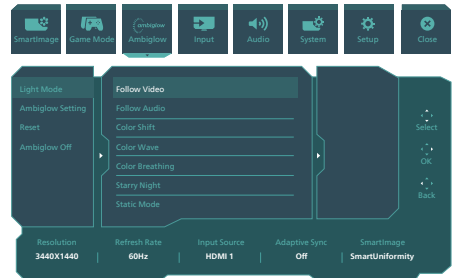 ambiglow
SmartImage Game Mode Ambiglow Input Audio System Setup Close
Light Mode
Ambiglow Setting
Reset
Ambiglow Off
Follow Video
Follow Audio
Color Shift
Color Wave
Color Breathing
Starry Night
Static Mode
Select
OK
Back
Resolution Refresh Rate Input Source Adaptive Sync SmartImage
3440X1440 | 60Hz | HDMI 1 | Off | SmartUniformity